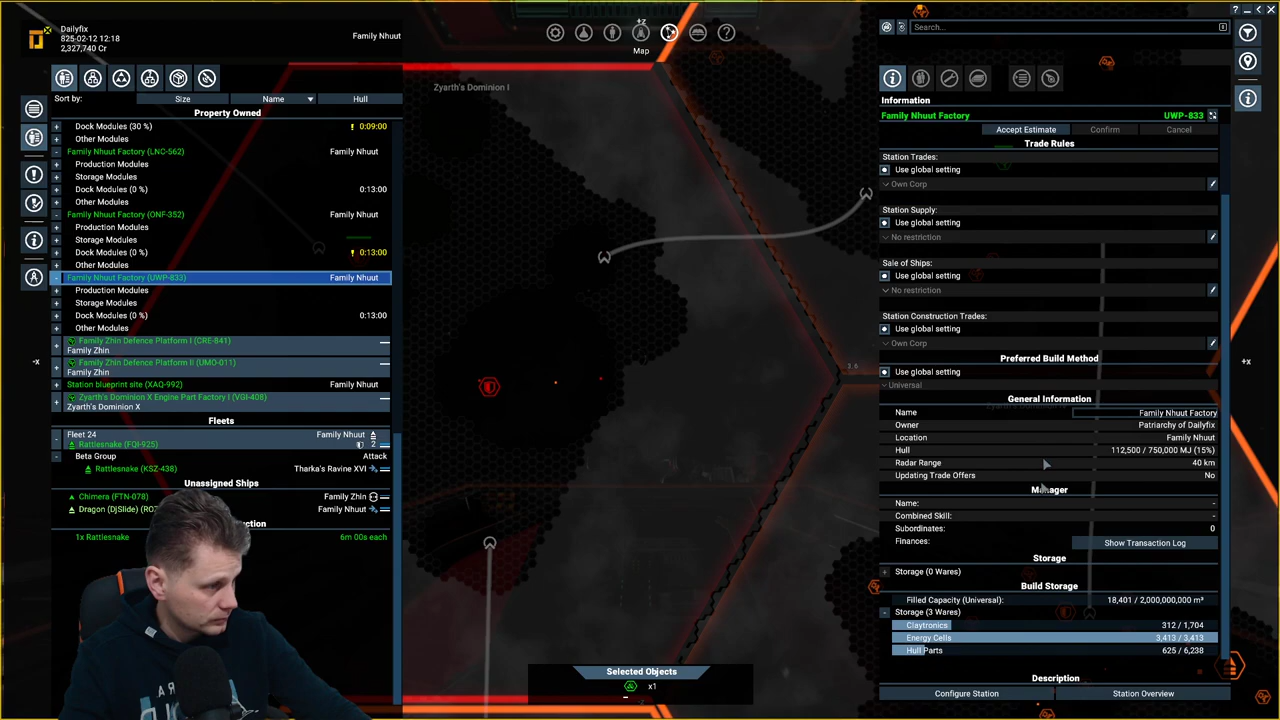 Dailyfix
825-02-12 12:18
2,327,740 Cr
Family Nhuut
+z
Map
Sort by:
Size
Name
Hull
Property Owned
Dock Modules (30 %)
0:09:00
Other Modules
Family Nhuut Factory (LNC-562)
Family Nhuut
Production Modules
Storage Modules
Dock Modules (0 %)
0:13:00
Other Modules
Family Nhuut Factory (ONF-352)
Family Nhuut
Production Modules
Storage Modules
Dock Modules (0 %)
0:13:00
Other Modules
Family Nhuut Factory (UWP-833)
Family Nhuut
Production Modules
Storage Modules
Dock Modules (0 %)
0:13:00
Other Modules
Family Zhin Defence Platform I (CRE-841)
Family Zhin
Family Zhin Defence Platform II (UMO-011)
Family Zhin
Station blueprint site (XAQ-992)
Family Nhuut
Zyarth's Dominion X Engine Part Factory I (VGI-408)
Zyarth's Dominion X
Fleets
Fleet 24
Family Nhuut
Rattlesnake (FQI-925)
2
Beta Group
Attack
Rattlesnake (KSZ-438)
Tharka's Ravine XVI
Unassigned Ships
Chimera (FTN-078)
Family Zhin
Dragon (DjSlide)
Family Nhuut
1x Rattlesnake
6m 00s each
-x
Zyarth's Dominion I
3.6
Selected Objects
x1
+x
Search...
Information
Family Nhuut Factory
UWP-833
Accept Estimate
Confirm
Cancel
Trade Rules
Station Trades:
Use global setting
Own Corp
Station Supply:
Use global setting
No restriction
Sale of Ships:
Use global setting
No restriction
Station Construction Trades:
Use global setting
Own Corp
Preferred Build Method
Use global setting
Universal
General Information
Name
Family Nhuut Factory
Owner
Patriarchy of Dailyfix
Location
Family Nhuut
Hull
112,500 / 750,000 MJ (15%)
Radar Range
40 km
Updating Trade Offers
No
Manager
Name:
-
Combined Skill:
-
Subordinates:
0
Finances:
Show Transaction Log
Storage
Storage (0 Wares)
Build Storage
Filled Capacity (Universal):
18,401 / 2,000,000,000 m³
Storage (3 Wares)
Claytronics
312 / 1,704
Energy Cells
3,413 / 3,413
Hull Parts
625 / 6,238
Description
Configure Station
Station Overview